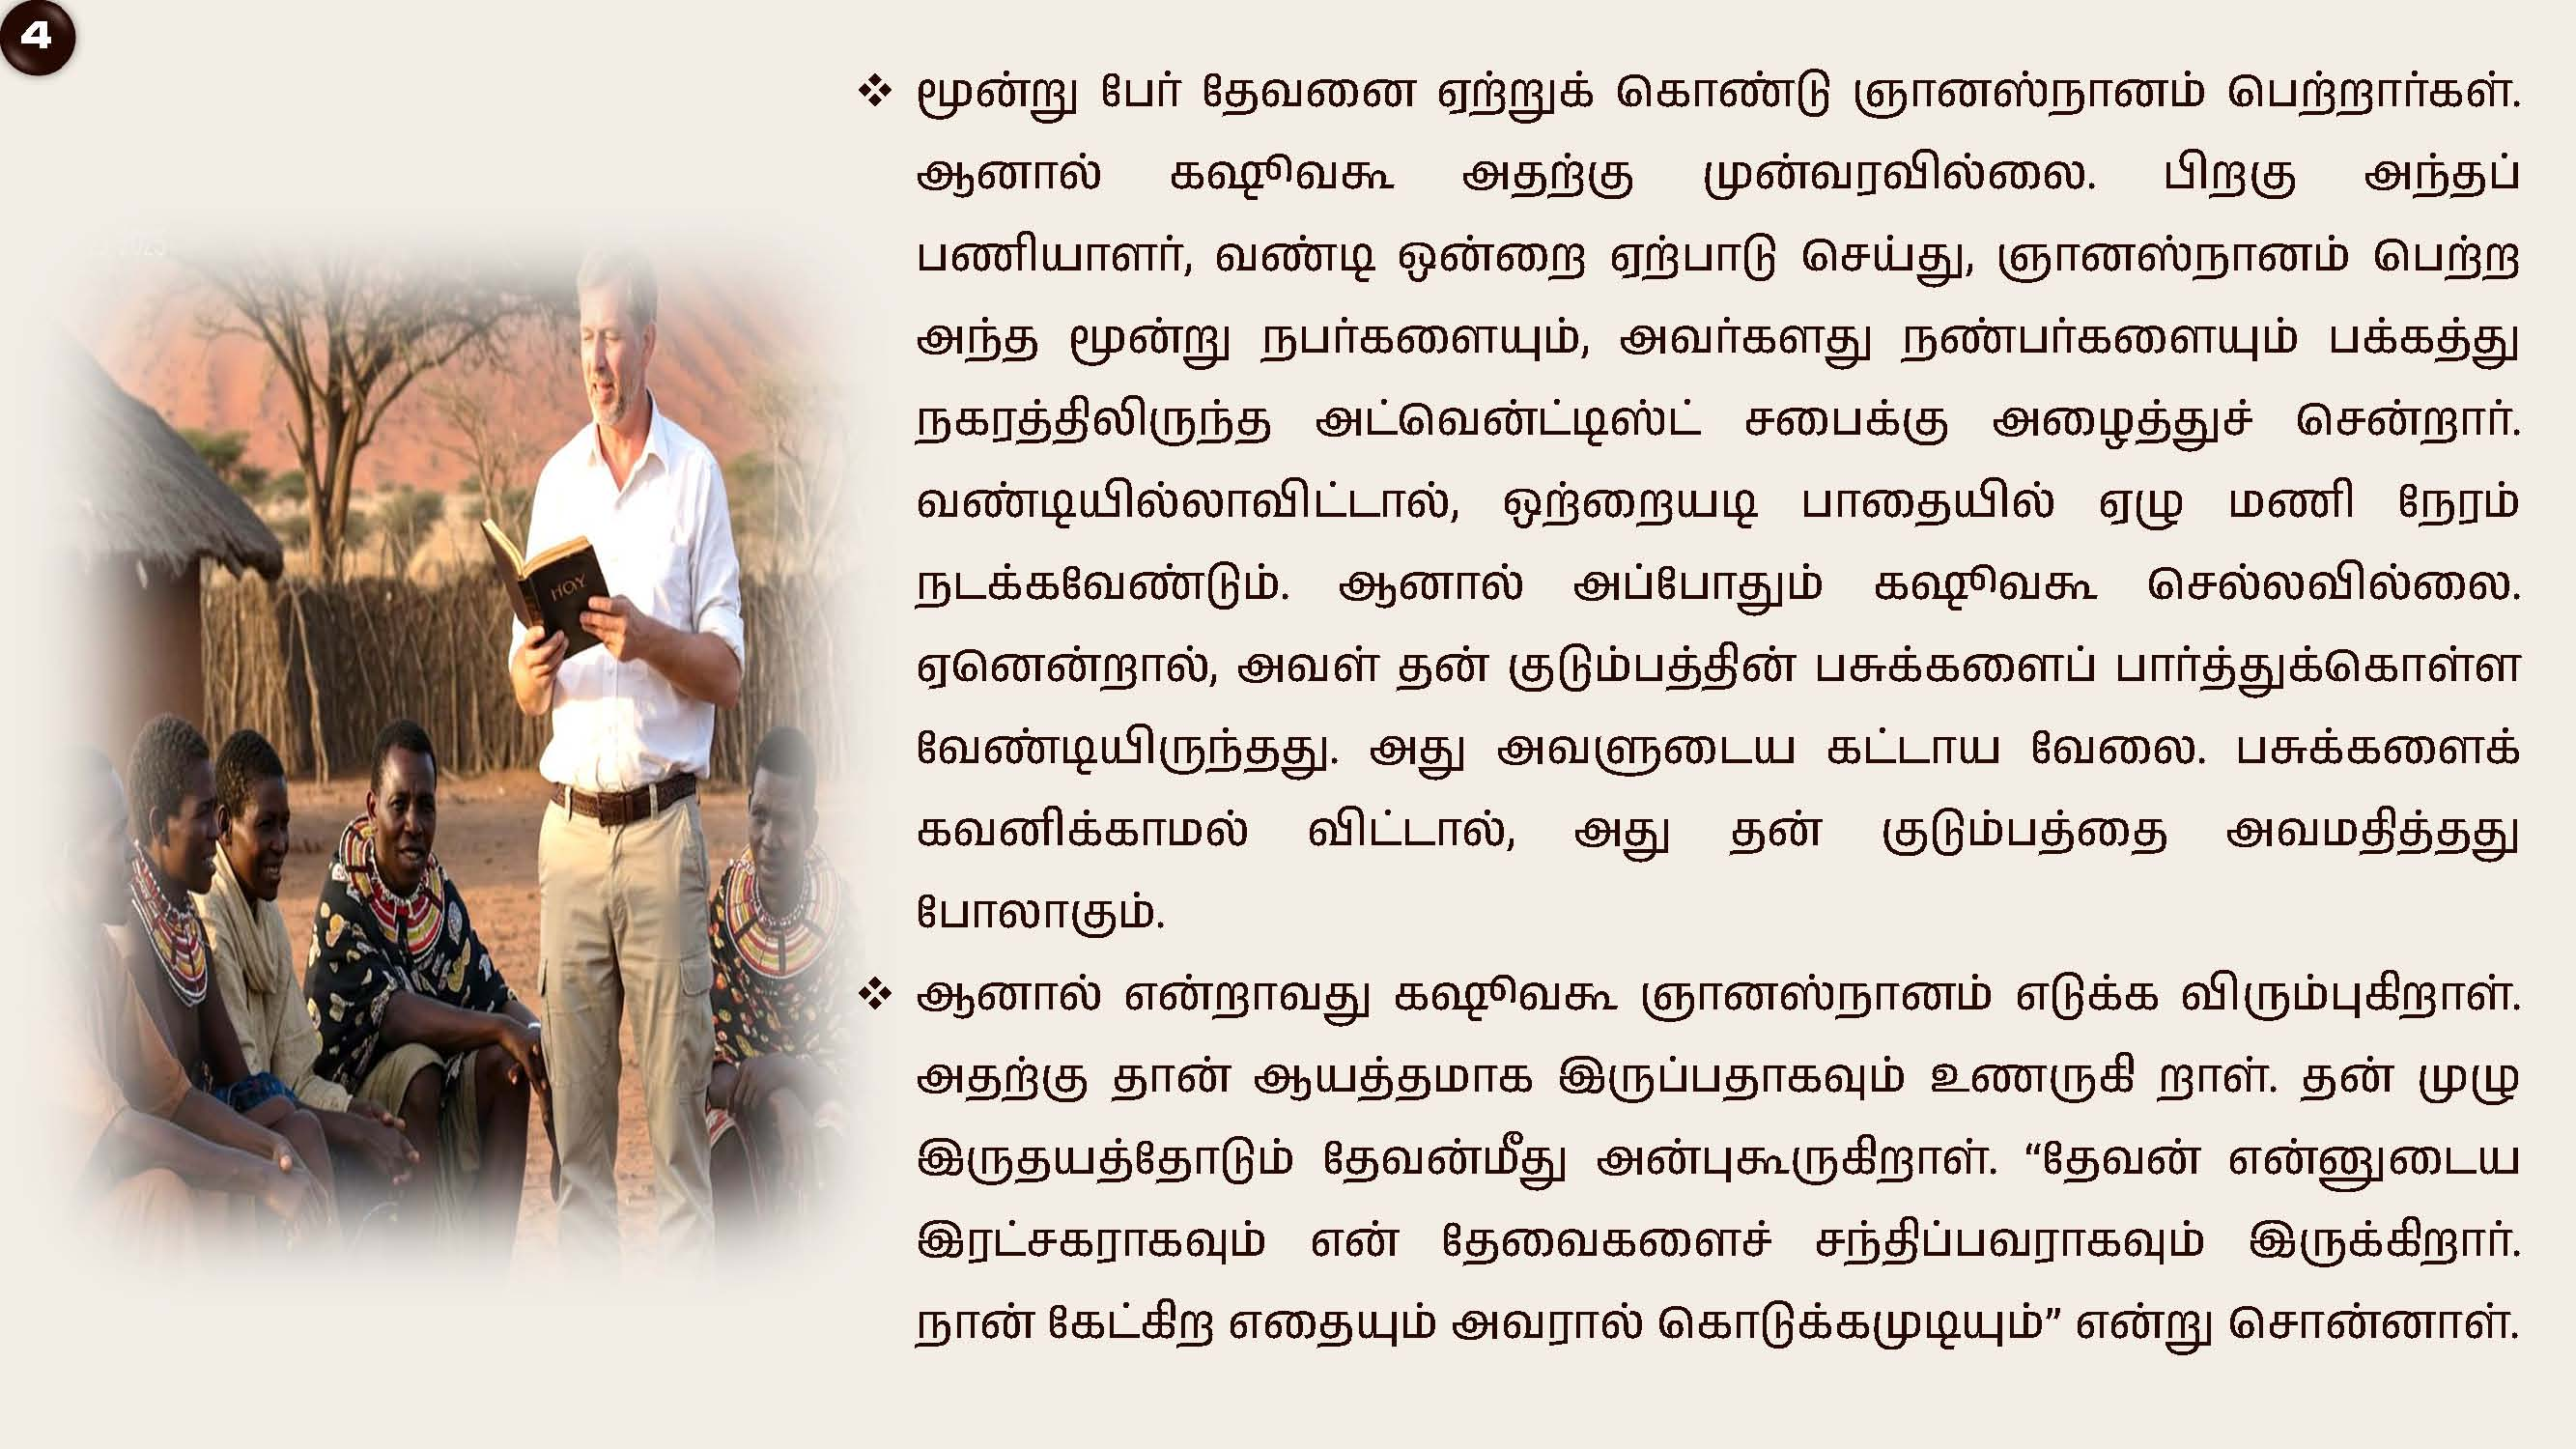 4
❖ மூன்று பேர் தேவனை ஏற்றுக் கொண்டு ஞானஸ்நானம் பெற்றார்கள்.
ஆனால் கஷூவகூ அதற்கு முன்வரவில்லை. பிறகு அந்தப்
பணியாளர், வண்டி ஒன்றை ஏற்பாடு செய்து, ஞானஸ்நானம் பெற்ற
அந்த மூன்று நபர்களையும், அவர்களது நண்பர்களையும் பக்கத்து
நகரத்திலிருந்த அட்வென்ட்டிஸ்ட் சபைக்கு அழைத்துச் சென்றார்.
வண்டியில்லாவிட்டால், ஒற்றையடி பாதையில் ஏழு மணி நேரம்
நடக்கவேண்டும். ஆனால் அப்போதும் கஷூவகூ செல்லவில்லை.
ஏனென்றால், அவள் தன் குடும்பத்தின் பசுக்களைப் பார்த்துக்கொள்ள
வேண்டியிருந்தது. அது அவளுடைய கட்டாய வேலை. பசுக்களைக்
கவனிக்காமல் விட்டால், அது தன் குடும்பத்தை அவமதித்தது
போலாகும்.
❖ ஆனால் என்றாவது கஷூவகூ ஞானஸ்நானம் எடுக்க விரும்புகிறாள்.
அதற்கு தான் ஆயத்தமாக இருப்பதாகவும் உணருகி றாள். தன் முழு
இருதயத்தோடும் தேவன்மீது அன்புகூருகிறாள். “தேவன் என்னுடைய
இரட்சகராகவும் என் தேவைகளைச் சந்திப்பவராகவும் இருக்கிறார்.
நான் கேட்கிற எதையும் அவரால் கொடுக்கமுடியும்” என்று சொன்னாள்.
HOY